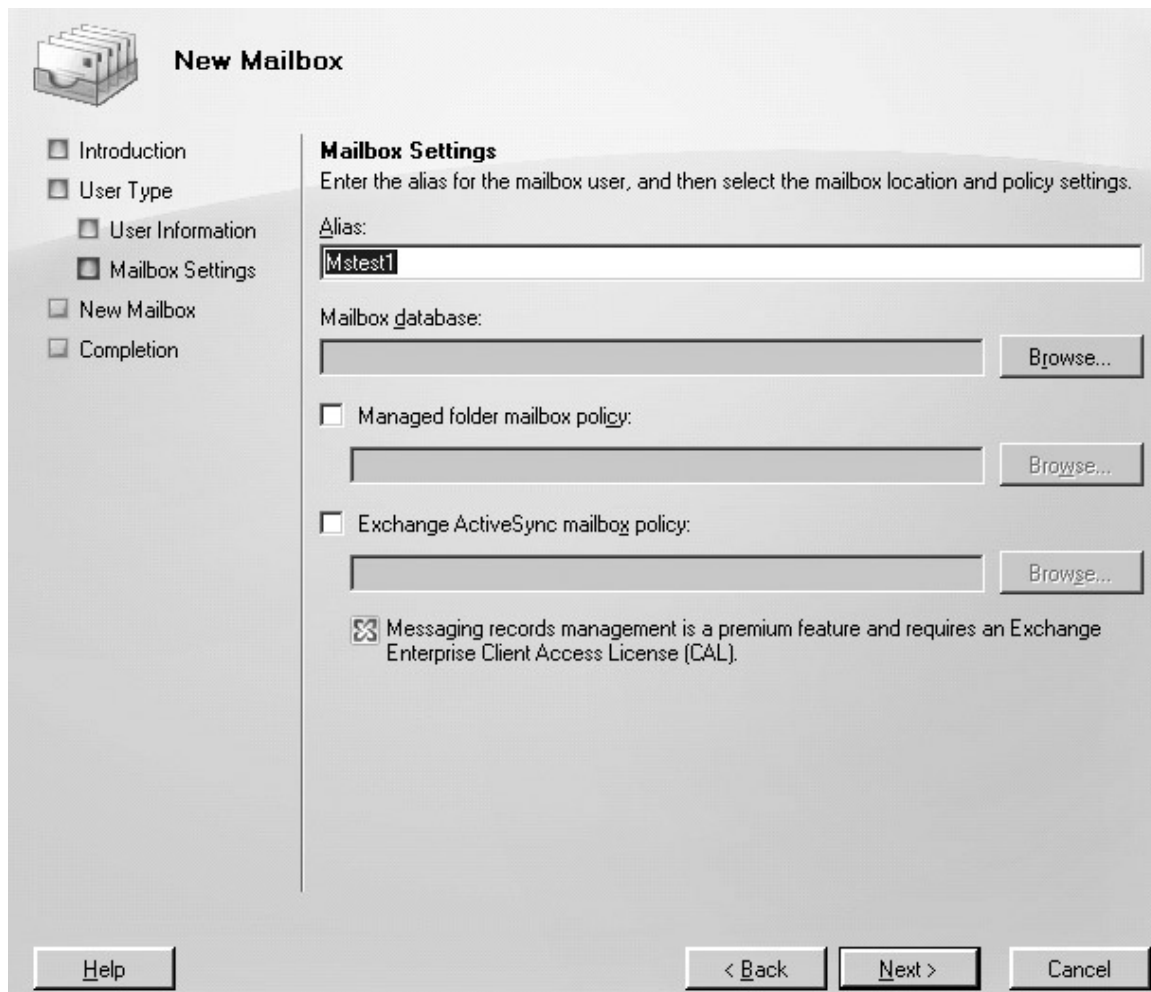 New Mailbox
Introduction
User Type
User Information
Mailbox Settings
New Mailbox
Completion
Mailbox Settings
Enter the alias for the mailbox user, and then select the mailbox location and policy settings.
Alias:
Mstest1
Mailbox database:
Browse...
Managed folder mailbox policy:
Browse...
Exchange ActiveSync mailbox policy:
Browse...
Messaging records management is a premium feature and requires an Exchange
Enterprise Client Access License (CAL).
Help
< Back
Next >
Cancel